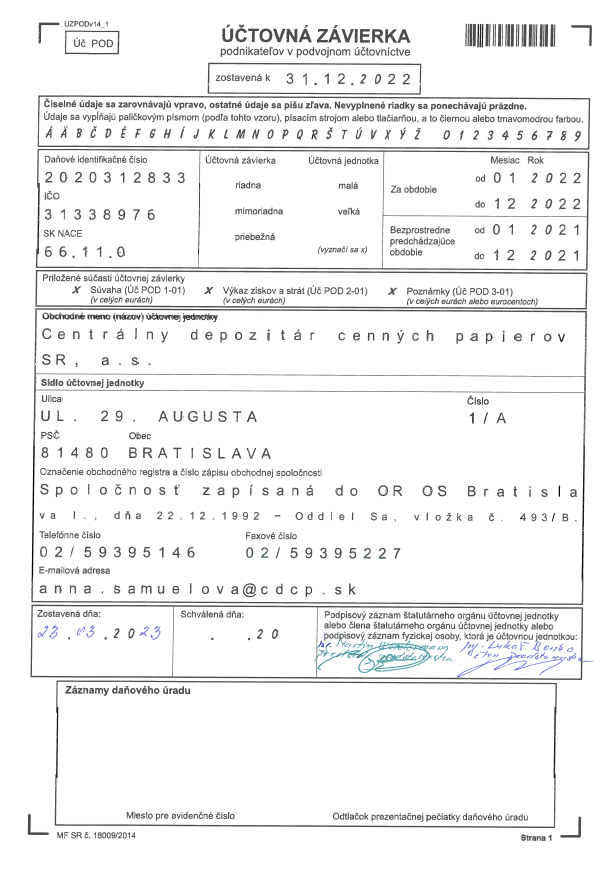 UZPODv14_1
Úč POD
ÚČTOVNÁ ZÁVIERKA
podnikateľov v podvojnom účtovníctve
zostavená k 31.12.2022
Číselné údaje sa zarovnávajú vpravo, ostatné údaje sa píšu zľava. Nevyplnené riadky sa ponechávajú prázdne.
Údaje sa vypĺňajú paličkovým písmom (podľa tohto vzoru), písacím strojom alebo tlačiarňou, a to čiernou alebo tmavomodrou farbou.
Á Ä B Č D É F G H Í J K L M N O P Q R Š T Ú V X Ý Ž 0 1 2 3 4 5 6 7 8 9
Daňové identifikačné číslo
2020312833
IČO
31338976
SK NACE
66.11.0
Účtovná závierka
riadna
mimoriadna
priebežná
Účtovná jednotka
malá
veľká
(vyznačí sa x)
Mesiac Rok
Za obdobie
od 01 2022
do 12 2022
Bezprostredne predchádzajúce obdobie
od 01 2021
do 12 2021
Priložené súčasti účtovnej závierky
x Súvaha (Úč POD 1-01) x Výkaz ziskov a strát (Úč POD 2-01) x Poznámky (Úč POD 3-01)
(v celých eurách) (v celých eurách) (v celých eurách alebo eurocentoch)
Obchodné meno (názov) účtovnej jednotky
Centrálny depozitár cenných papierov
SR, a.s.
Sídlo účtovnej jednotky
Ulica Číslo
UL. 29. AUGUSTA 1/A
PSČ Obec
81480 BRATISLAVA
Označenie obchodného registra a číslo zápisu obchodnej spoločnosti
Spoločnosť zapísaná do OR OS Bratisla
va I., dňa 22.12.1992 – Oddiel Sa, vložka č. 493/B.
Telefónne číslo Faxové číslo
02/59395146 02/59395227
E-mailová adresa
anna.samuelova@cdcp.sk
Zostavená dňa:
23.03.2023
Schválená dňa:
. .20
Podpisový záznam štatutárneho orgánu účtovnej jednotky
alebo člena štatutárneho orgánu účtovnej jednotky alebo
podpisový záznam fyzickej osoby, ktorá je účtovnou jednotkou:
Ing. Martin
Ing. Lukáš Bonko
Záznamy daňového úradu
Miesto pre evidenčné číslo Odtlačok prezentačnej pečiatky daňového úradu
MF SR č. 18009/2014 Strana 1